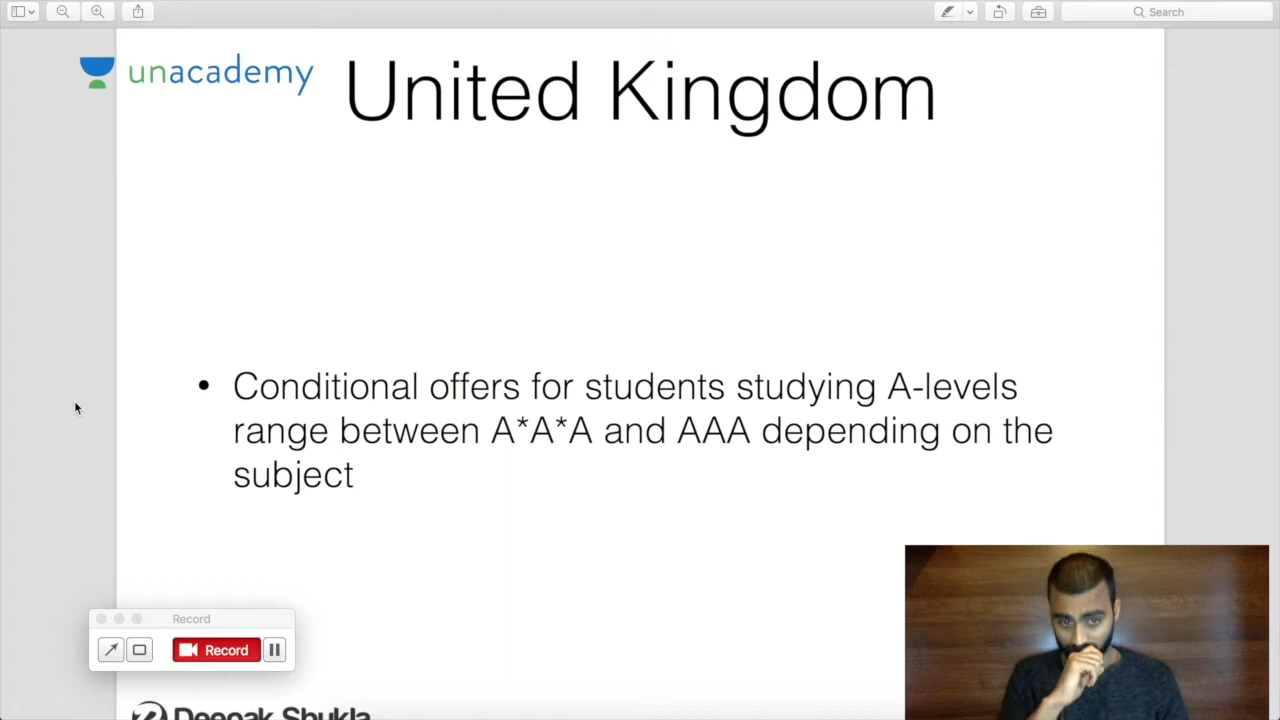 Search
unacademy
United Kingdom
• Conditional offers for students studying A-levels
range between A*A*A and AAA depending on the
subject
Record
Record
Deepak Shukla